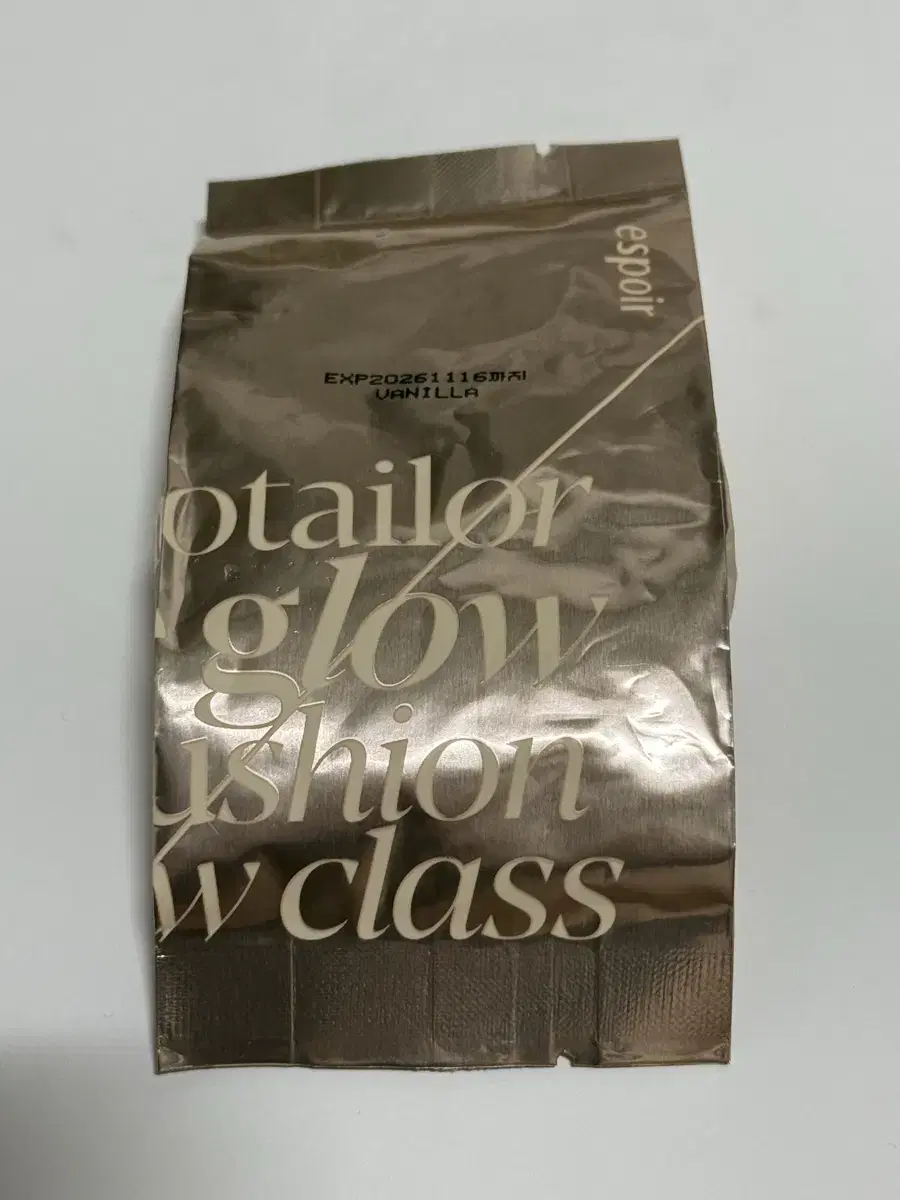 espoir
EXP20261116까지
VANILLA
otailor
glow
ushion
w class